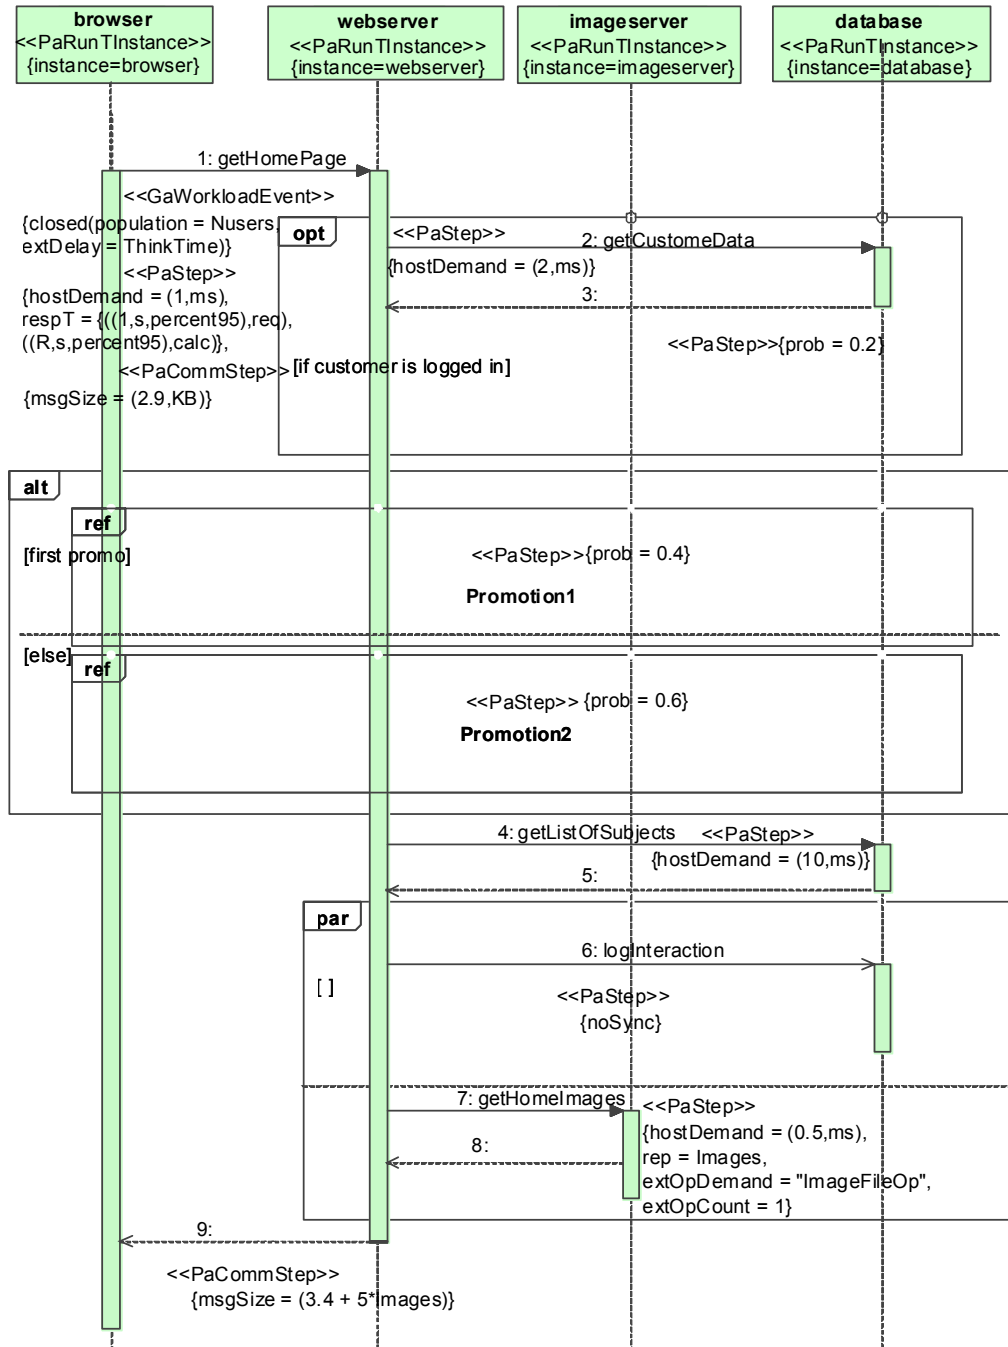 browser
<<PaRunTInstance>>
{instance=browser}
webserver
<<PaRunTInstance>>
{instance=webserver}
imageserver
<<PaRunTInstance>>
{instance=imageserver}
database
<<PaRunTInstance>>
{instance=database}
1: getHomePage
<<GaWorkloadEvent>>
{closed(population = Nusers,
extDelay = ThinkTime)}
<<PaStep>>
{hostDemand = (1,ms),
respT = {((1,s,percent95),req),
((R,s,percent95),calc)},
<<PaCommStep>>
{msgSize = (2.9,KB)}
opt
<<PaStep>>
2: getCustomeData
{hostDemand = (2,ms)}
3:
<<PaStep>>{prob = 0.2}
[if customer is logged in]
alt
ref
[first promo]
<<PaStep>>{prob = 0.4}
Promotion1
[else]
ref
<<PaStep>> {prob = 0.6}
Promotion2
4: getListOfSubjects
<<PaStep>>
{hostDemand = (10,ms)}
5:
par
6: logInteraction
[ ]
<<PaStep>>
{noSync}
7: getHomeImages
<<PaStep>>
{hostDemand = (0.5,ms),
rep = Images,
extOpDemand = "ImageFileOp",
extOpCount = 1}
8:
9:
<<PaCommStep>>
{msgSize = (3.4 + 5*Images)}